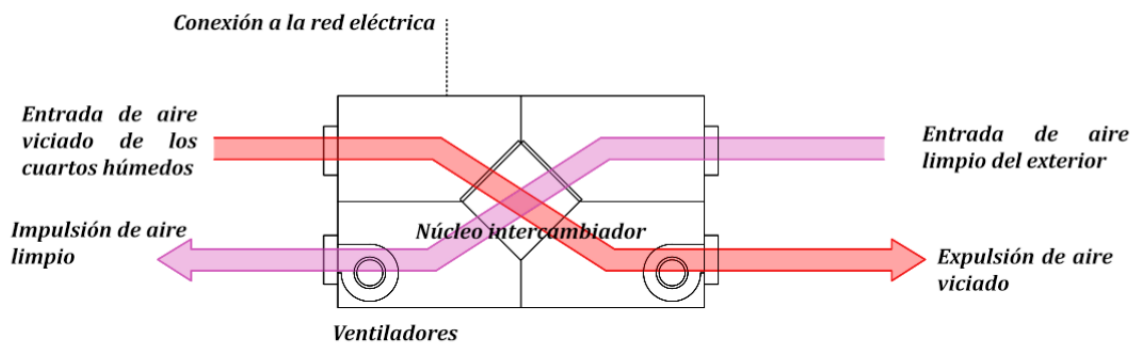 Conexión a la red eléctrica
Entrada de aire
viciado de los
cuartos húmedos
Entrada de aire
limpio del exterior
Impulsión de aire
limpio
Núcleo intercambiador
Expulsión de aire
viciado
Ventiladores